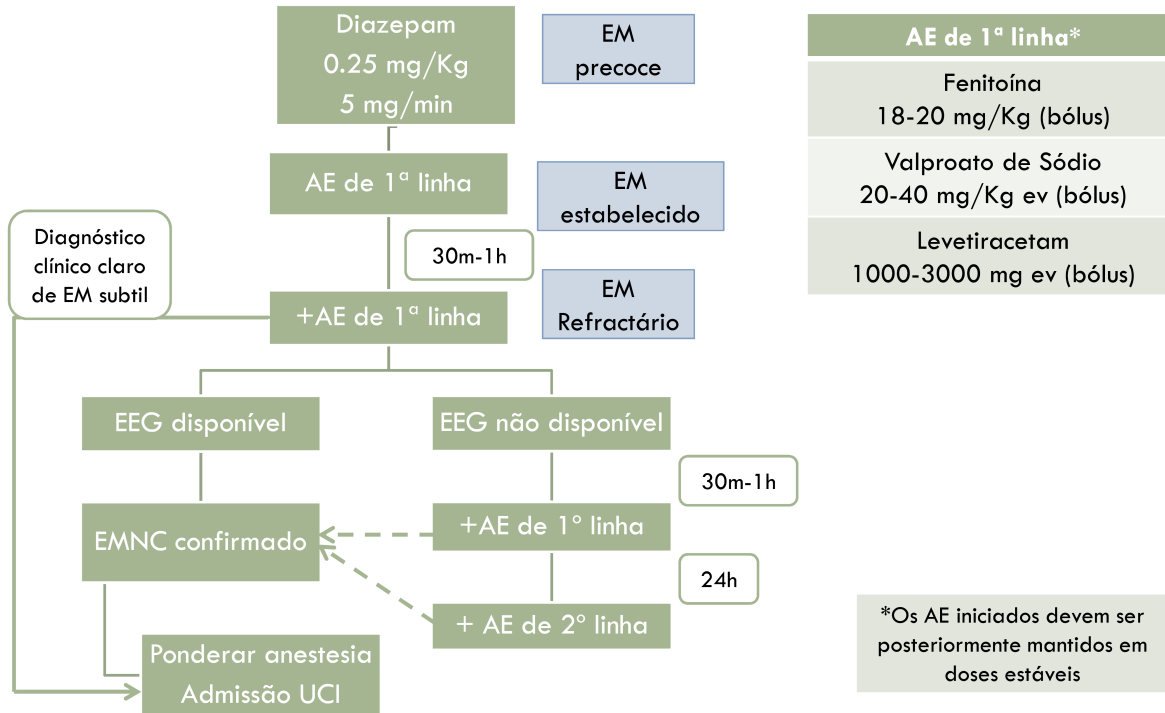 Diazepam
0.25 mg/Kg
5 mg/min
EM
precoce
AE de 1ª linha
EM
estabelecido
Diagnóstico
clínico claro
de EM subtil
30m-1h
+AE de 1ª linha
EM
Refractário
EEG disponível
EEG não disponível
30m-1h
EMNC confirmado
+AE de 1º linha
24h
+ AE de 2º linha
Ponderar anestesia
Admissão UCI
AE de 1ª linha*
Fenitoína
18-20 mg/Kg (bólus)
Valproato de Sódio
20-40 mg/Kg ev (bólus)
Levetiracetam
1000-3000 mg ev (bólus)
*Os AE iniciados devem ser
posteriormente mantidos em
doses estáveis